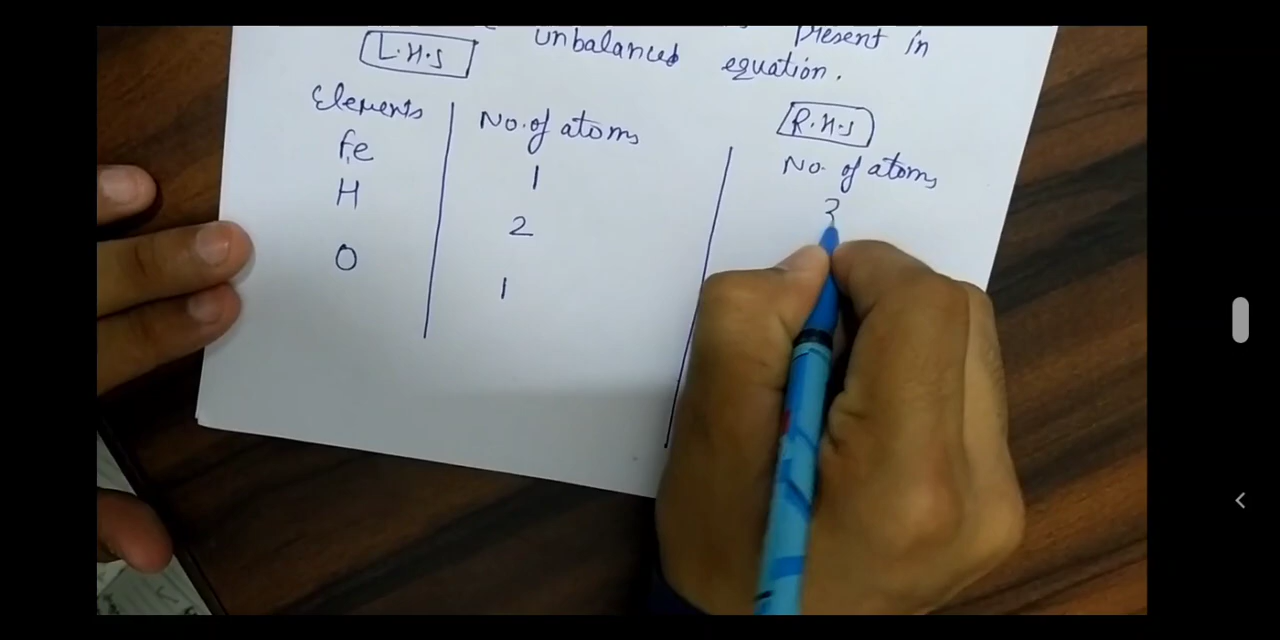 Present in
unbalanced equation.
L.H.S
R.H.S
Elements No. of atoms No. of atoms
Fe 1 3
H 2
O 1